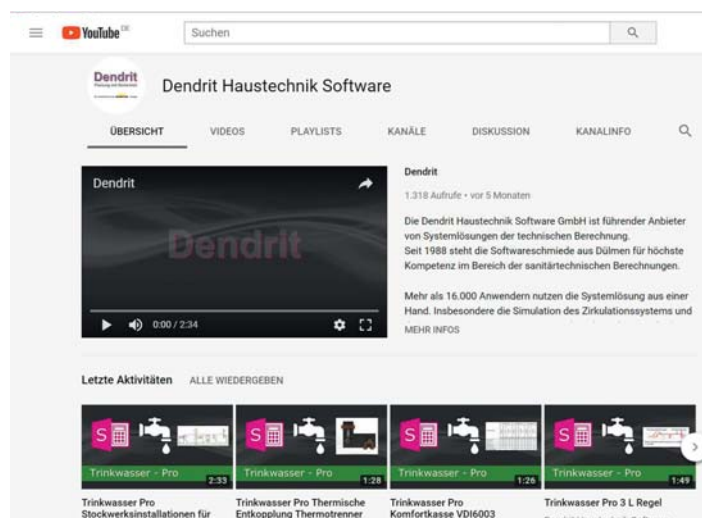 YouTube DE
Suchen
Dendrit
Dendrit Haustechnik Software
ÜBERSICHT VIDEOS PLAYLISTS KANÄLE DISKUSSION KANALINFO
Dendrit
Dendrit
0:00 / 2:34
Dendrit
1.318 Aufrufe • vor 5 Monaten
Die Dendrit Haustechnik Software GmbH ist führender Anbieter
von Systemlösungen der technischen Berechnung.
Seit 1988 steht die Softwareschmiede aus Dülmen für höchste
Kompetenz im Bereich der sanitärtechnischen Berechnungen.
Mehr als 16.000 Anwendern nutzen die Systemlösung aus einer
Hand. Insbesondere die Simulation des Zirkulationssystems und
MEHR INFOS
Letzte Aktivitäten ALLE WIEDERGEBEN
S
Trinkwasser - Pro
2:33
S
Trinkwasser - Pro
1:28
S
Trinkwasser - Pro
1:26
S
Trinkwasser - Pro
1:49
Trinkwasser Pro
Stockwerksinstallationen für
Trinkwasser Pro Thermische
Entkopplung Thermotrenner
Trinkwasser Pro
Komfortkasse VDI6003
Trinkwasser Pro 3 L Regel